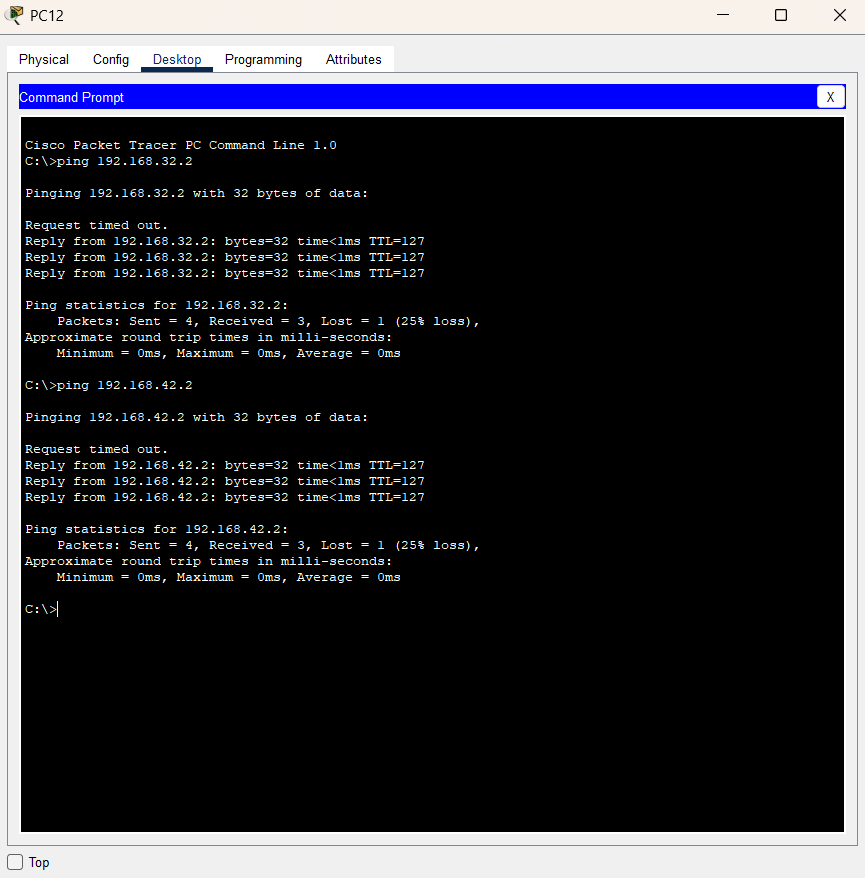 PC12
Physical Config Desktop Programming Attributes
Command Prompt X
Cisco Packet Tracer PC Command Line 1.0
C:\>ping 192.168.32.2
Pinging 192.168.32.2 with 32 bytes of data:
Request timed out.
Reply from 192.168.32.2: bytes=32 time<1ms TTL=127
Reply from 192.168.32.2: bytes=32 time<1ms TTL=127
Reply from 192.168.32.2: bytes=32 time<1ms TTL=127
Ping statistics for 192.168.32.2:
    Packets: Sent = 4, Received = 3, Lost = 1 (25% loss),
Approximate round trip times in milli-seconds:
    Minimum = 0ms, Maximum = 0ms, Average = 0ms
C:\>ping 192.168.42.2
Pinging 192.168.42.2 with 32 bytes of data:
Request timed out.
Reply from 192.168.42.2: bytes=32 time<1ms TTL=127
Reply from 192.168.42.2: bytes=32 time<1ms TTL=127
Reply from 192.168.42.2: bytes=32 time<1ms TTL=127
Ping statistics for 192.168.42.2:
    Packets: Sent = 4, Received = 3, Lost = 1 (25% loss),
Approximate round trip times in milli-seconds:
    Minimum = 0ms, Maximum = 0ms, Average = 0ms
C:\>
Top